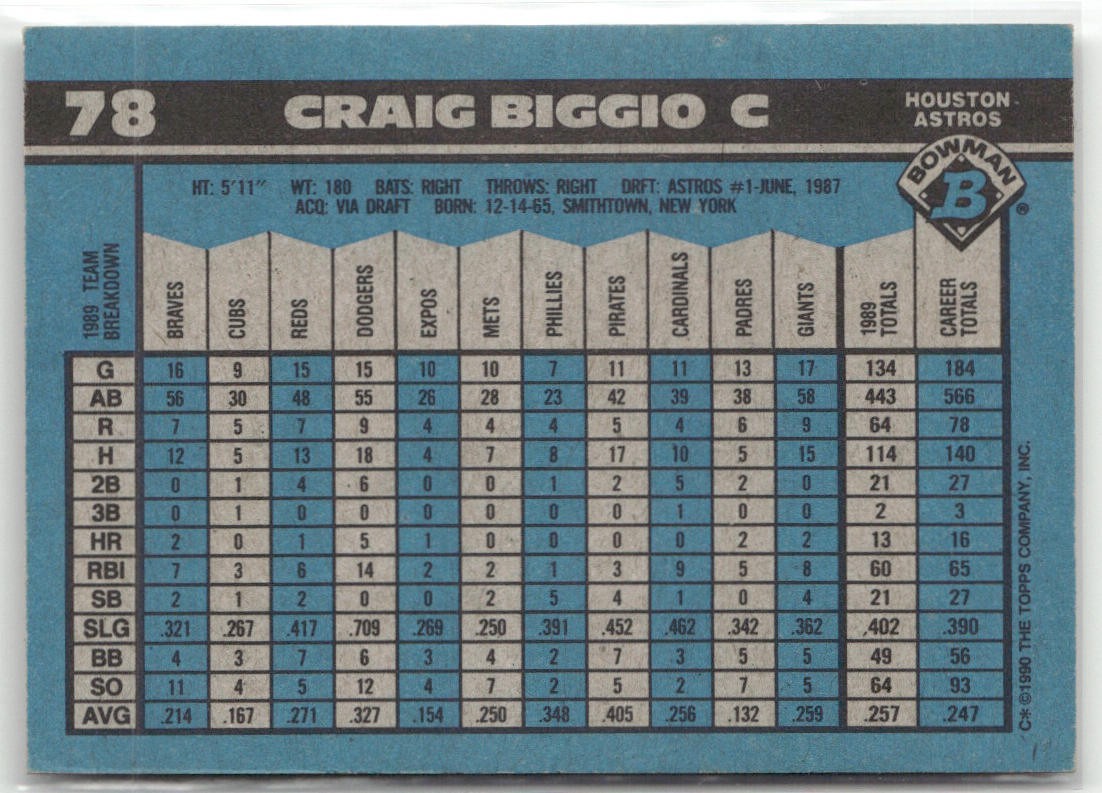 78 CRAIG BIGGIO C HOUSTON ASTROS
BOWMAN
B
®
HT: 5'11" WT: 180 BATS: RIGHT THROWS: RIGHT DRFT: ASTROS #1-JUNE, 1987
ACQ: VIA DRAFT BORN: 12-14-65, SMITHTOWN, NEW YORK
1989 TEAM BREAKDOWN BRAVES CUBS REDS DODGERS EXPOS METS PHILLIES PIRATES CARDINALS PADRES GIANTS 1989 TOTALS CAREER TOTALS
G 16 9 15 15 10 10 7 11 11 13 17 134 184
AB 56 30 48 55 26 28 23 42 39 38 58 443 566
R 7 5 7 9 4 4 4 5 4 6 9 64 78
H 12 5 13 18 4 7 8 17 10 5 15 114 140
2B 0 1 4 6 0 0 1 2 5 2 0 21 27
3B 0 1 0 0 0 0 0 0 1 0 0 2 3
HR 2 0 1 5 1 0 0 0 0 2 2 13 16
RBI 7 3 6 14 2 2 1 3 9 5 8 60 65
SB 2 1 2 0 0 2 5 4 1 0 4 21 27
SLG .321 .267 .417 .709 .269 .250 .391 .452 .462 .342 .362 .402 .390
BB 4 3 7 6 3 4 2 7 3 5 5 49 56
SO 11 4 5 12 4 7 2 5 2 7 5 64 93
AVG .214 .167 .271 .327 .154 .250 .348 .405 .256 .132 .259 .257 .247
C* ©1990 THE TOPPS COMPANY, INC.